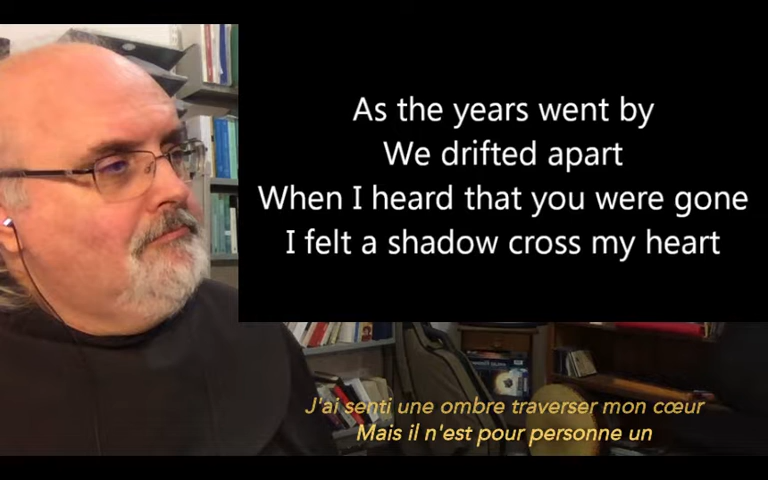 As the years went by
We drifted apart
When I heard that you were gone
I felt a shadow cross my heart
J'ai senti une ombre traverser mon cœur
Mais il n'est pour personne un